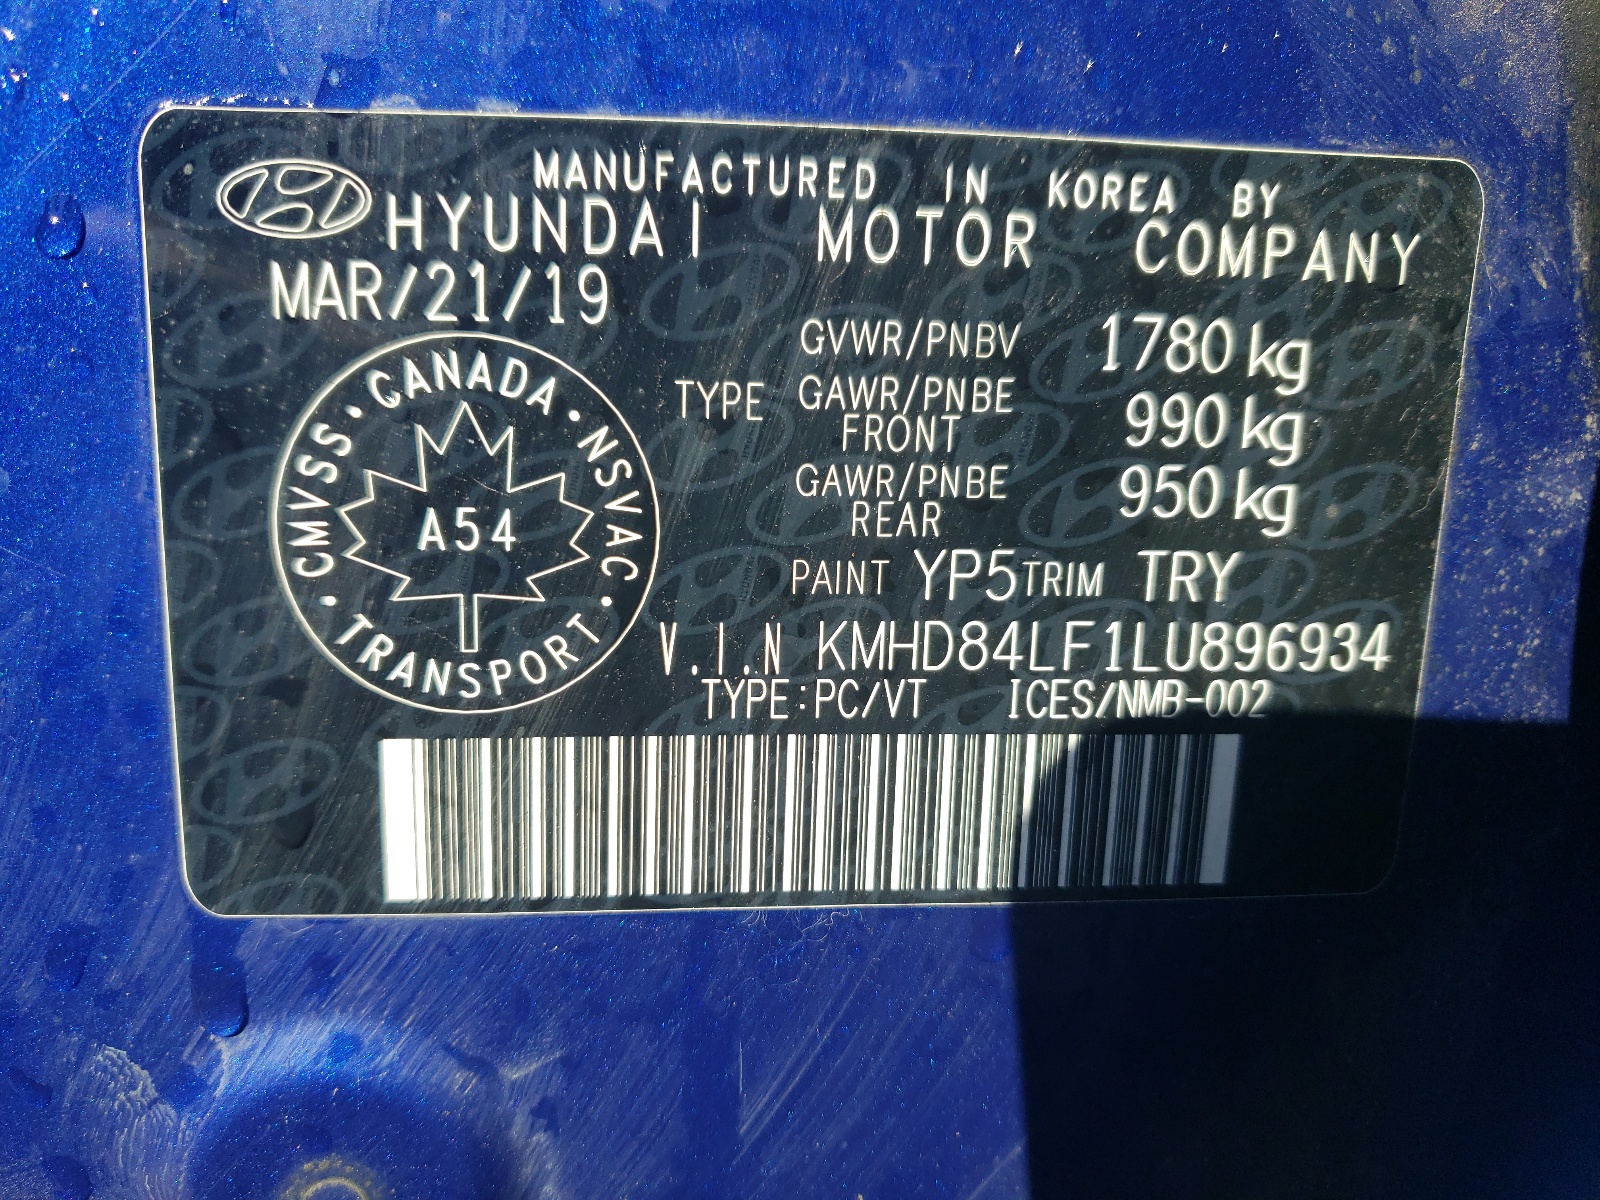 MANUFACTURED IN KOREA BY
HYUNDAI MOTOR COMPANY
MAR/21/19
CANADA · NSVAC · TRANSPORT · CMVSS ·
A54
TYPE
GVWR/PNBV 1780 kg
GAWR/PNBE FRONT 990 kg
GAWR/PNBE REAR 950 kg
PAINT YP5 TRIM TRY
V.I.N KMHD84LF1LU896934
TYPE:PC/VT ICES/NMB-002